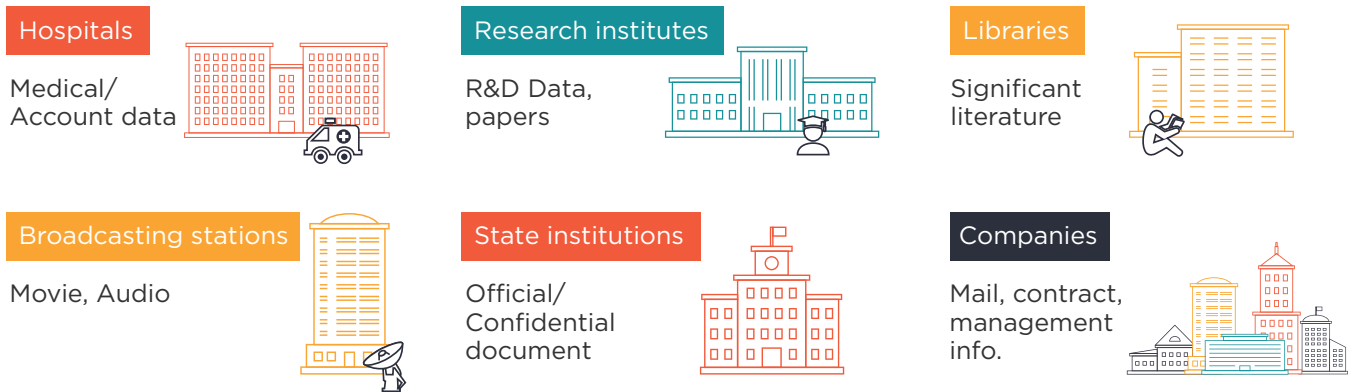 Hospitals
Medical/
Account data
Research institutes
R&D Data,
papers
Libraries
Significant
literature
Broadcasting stations
Movie, Audio
State institutions
Official/
Confidential
document
Companies
Mail, contract,
management
info.